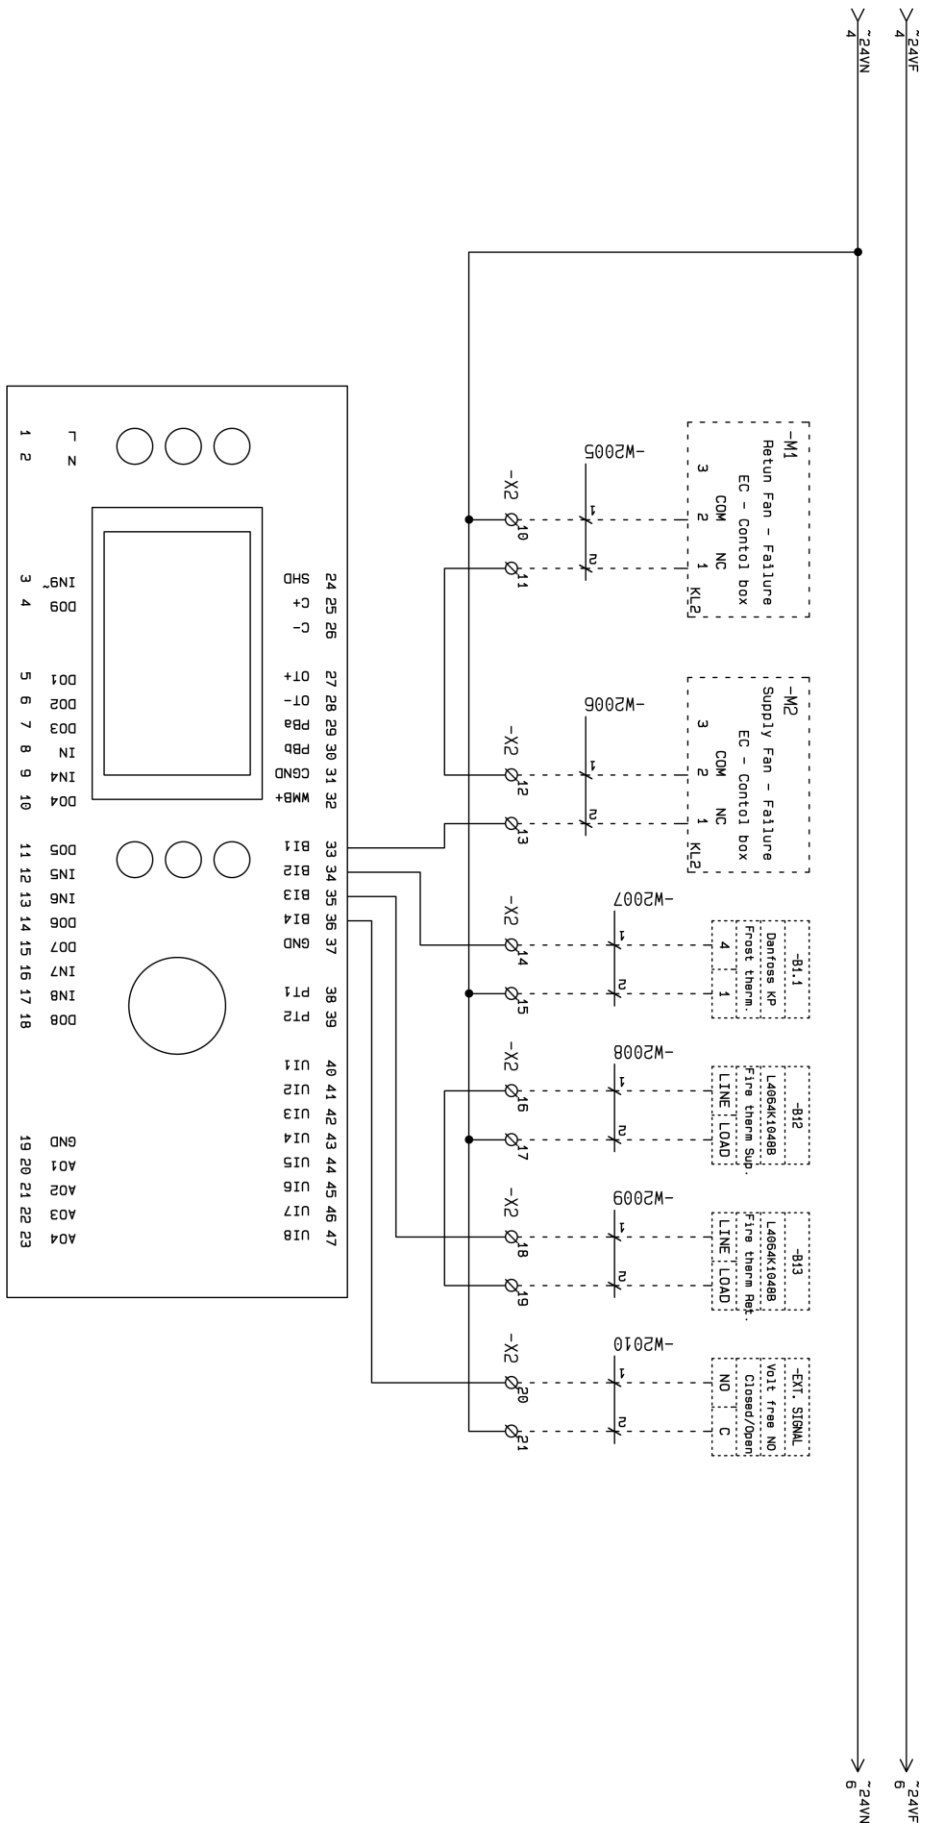 ~24VF
4
~24VN
4
-M1
Retun Fan - Failure
EC - Contol box
3
COM
2
NC
1
KL2
-W2005
1
2
-X2
10
11
-M2
Supply Fan - Failure
EC - Contol box
3
COM
2
NC
1
KL2
-W2006
1
2
-X2
12
13
-B1.1
Danfoss KP
Frost therm.
4
1
-W2007
1
2
-X2
14
15
-B12
L4064K1048B
Fire therm Sup.
LINE
LOAD
-W2008
1
2
-X2
16
17
-B13
L4064K1048B
Fire therm Ret.
LINE
LOAD
-W2009
1
2
-X2
18
19
-EXT. SIGNAL
Volt free NO
Closed/Open
NO
C
-W2010
1
2
-X2
20
21
24 SHD
25 C+
26 C-
27 OT+
28 OT-
29 PBa
30 PBb
31 CGND
32 WMB+
33 BI1
34 BI2
35 BI3
36 BI4
37 GND
38 PT1
39 PT2
40 UI1
41 UI2
42 UI3
43 UI4
44 UI5
45 UI6
46 UI7
47 UI8
L 1
N 2
IN9~ 3
DO9 4
DO1 5
DO2 6
DO3 7
IN 8
IN4 9
DO4 10
DO5 11
IN5 12
IN6 13
DO6 14
DO7 15
IN7 16
IN8 17
DO8 18
GND 19
AO1 20
AO2 21
AO3 22
AO4 23
~24VF
6
~24VN
6